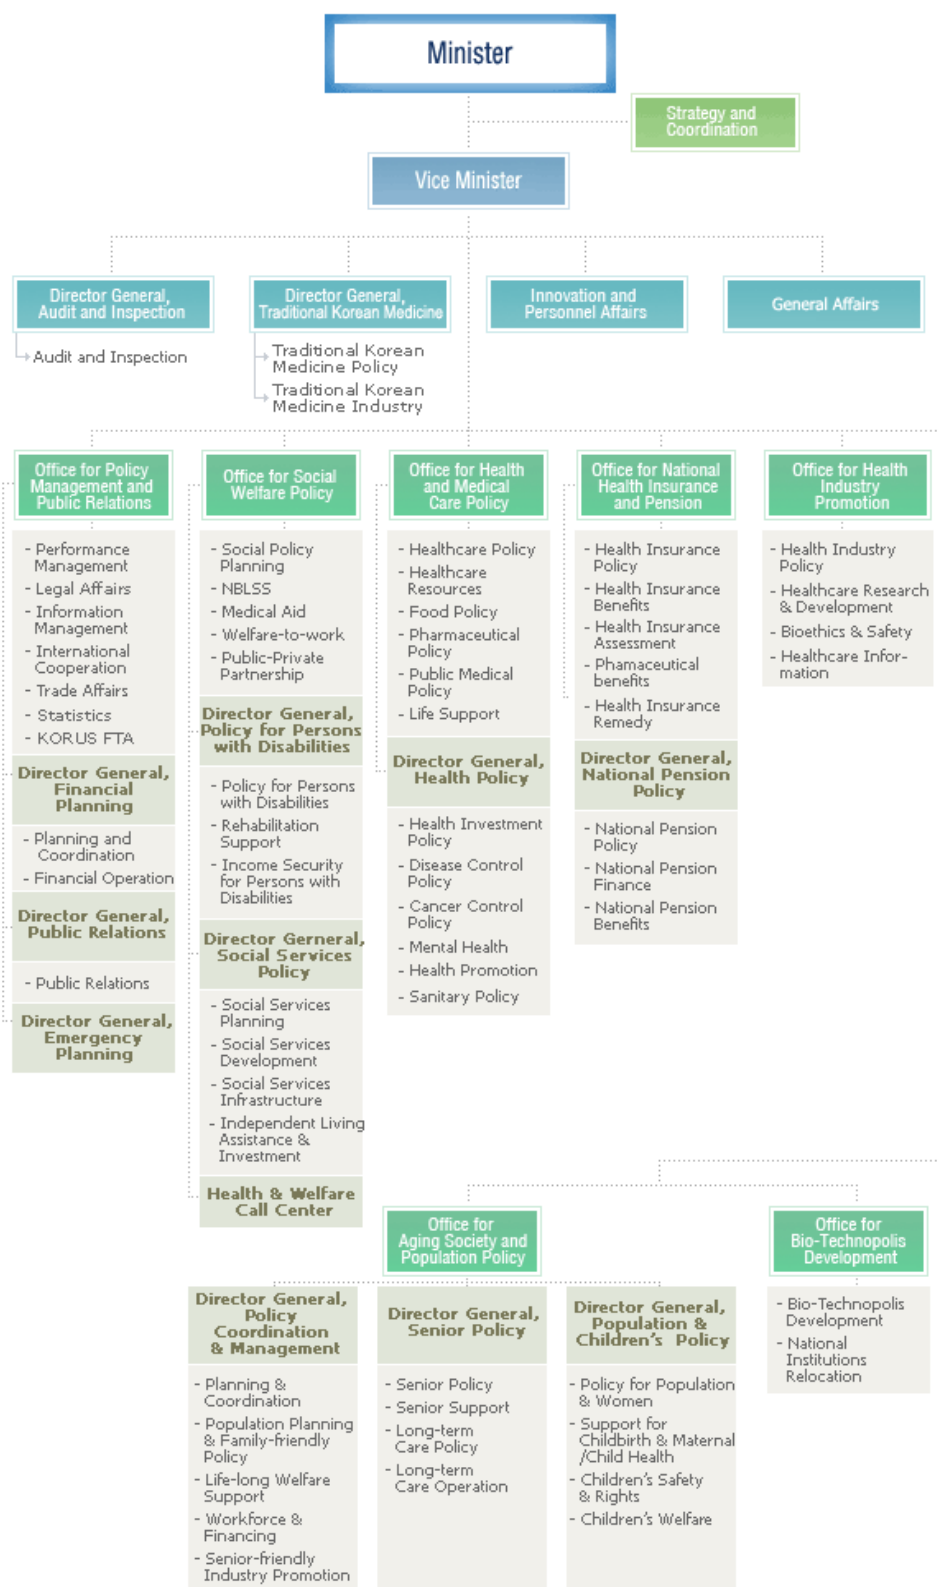 Minister
Strategy and
Coordination
Vice Minister
Director General,
Audit and Inspection
Audit and Inspection
Director General,
Traditional Korean Medicine
Traditional Korean
Medicine Policy
Traditional Korean
Medicine Industry
Innovation and
Personnel Affairs
General Affairs
Office for Policy
Management and
Public Relations
- Performance
Management
- Legal Affairs
- Information
Management
- International
Cooperation
- Trade Affairs
- Statistics
- KORUS FTA
Director General,
Financial
Planning
- Planning and
Coordination
- Financial Operation
Director General,
Public Relations
- Public Relations
Director General,
Emergency
Planning
Office for Social
Welfare Policy
- Social Policy
Planning
- NBLSS
- Medical Aid
- Welfare-to-work
- Public-Private
Partnership
Director General,
Policy for Persons
with Disabilities
- Policy for Persons
with Disabilities
- Rehabilitation
Support
- Income Security
for Persons with
Disabilities
Director Gerneral,
Social Services
Policy
- Social Services
Planning
- Social Services
Development
- Social Services
Infrastructure
- Independent Living
Assistance &
Investment
Health & Welfare
Call Center
Office for Health
and Medical
Care Policy
- Healthcare Policy
- Healthcare
Resources
- Food Policy
- Pharmaceutical
Policy
- Public Medical
Policy
- Life Support
Director General,
Health Policy
- Health Investment
Policy
- Disease Control
Policy
- Cancer Control
Policy
- Mental Health
- Health Promotion
- Sanitary Policy
Office for National
Health Insurance
and Pension
- Health Insurance
Policy
- Health Insurance
Benefits
- Health Insurance
Assessment
- Phamaceutical
benefits
- Health Insurance
Remedy
Director General,
National Pension
Policy
- National Pension
Policy
- National Pension
Finance
- National Pension
Benefits
Office for Health
Industry
Promotion
- Health Industry
Policy
- Healthcare Research
& Development
- Bioethics & Safety
- Healthcare Infor-
mation
Office for
Aging Society and
Population Policy
Director General,
Policy
Coordination
& Management
- Planning &
Coordination
- Population Planning
& Family-friendly
Policy
- Life-long Welfare
Support
- Workforce &
Financing
- Senior-friendly
Industry Promotion
Director General,
Senior Policy
- Senior Policy
- Senior Support
- Long-term
Care Policy
- Long-term
Care Operation
Director General,
Population &
Children's Policy
- Policy for Population
& Women
- Support for
Childbirth & Maternal
/Child Health
- Children's Safety
& Rights
- Children's Welfare
Office for
Bio-Technopolis
Development
- Bio-Technopolis
Development
- National
Institutions
Relocation